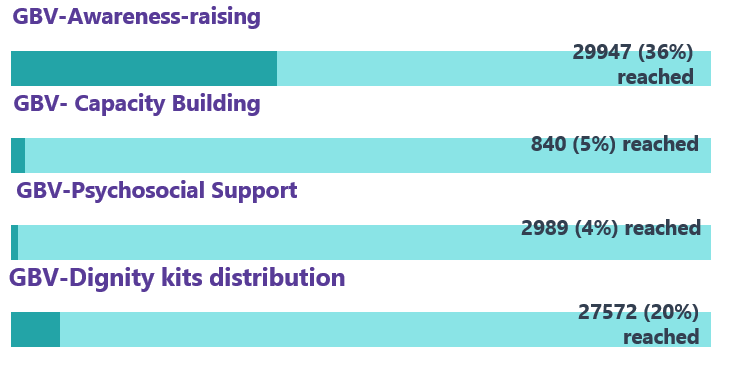 GBV-Awareness-raising
29947 (36%)
reached
GBV- Capacity Building
840 (5%) reached
GBV-Psychosocial Support
2989 (4%) reached
GBV-Dignity kits distribution
27572 (20%)
reached